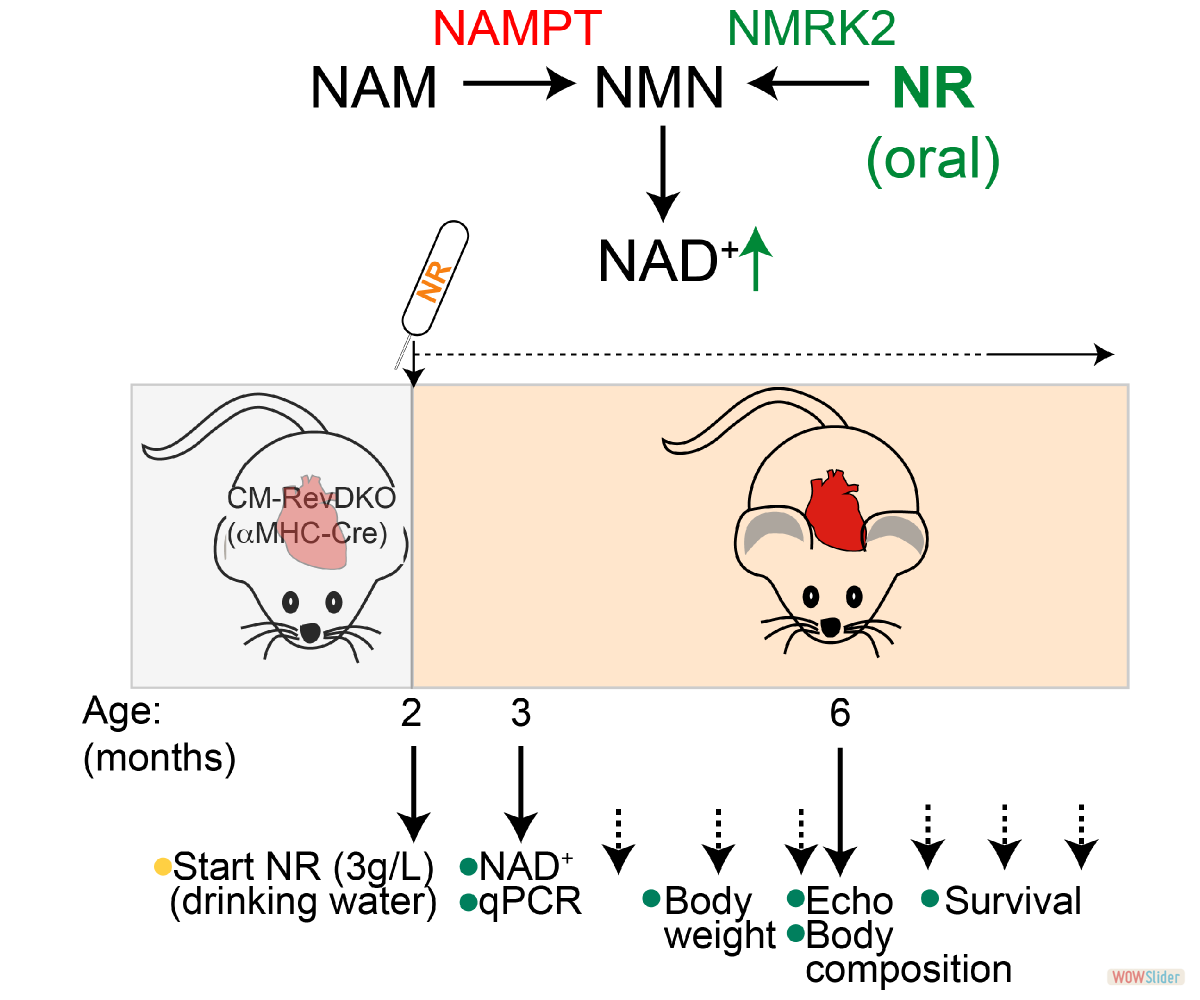 NAMPT NMRK2
NAM NMN NR
(oral)
NAD⁺
NR
CM-RevDKO
(αMHC-Cre)
Age: 2 3 6
(months)
Start NR (3g/L)
(drinking water)
NAD⁺
qPCR
Body
weight
Echo
Body
composition
Survival
WOWSlider